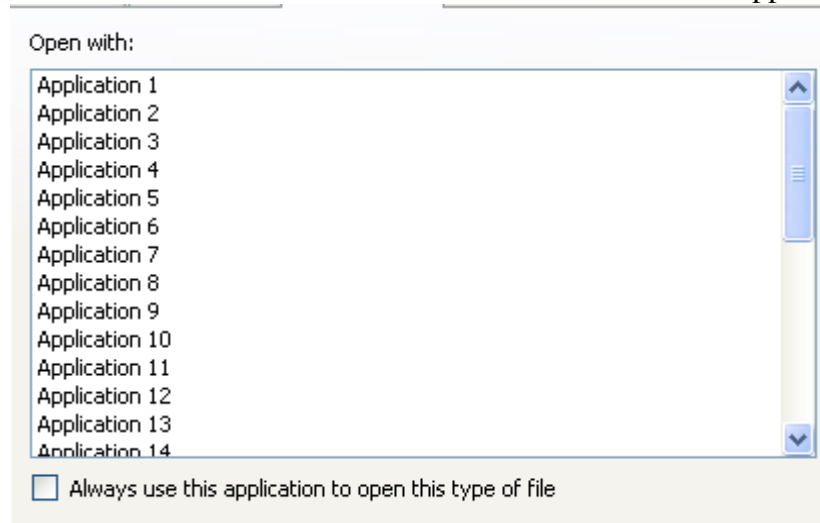 Open with:
Application 1
Application 2
Application 3
Application 4
Application 5
Application 6
Application 7
Application 8
Application 9
Application 10
Application 11
Application 12
Application 13
Application 14
Always use this application to open this type of file